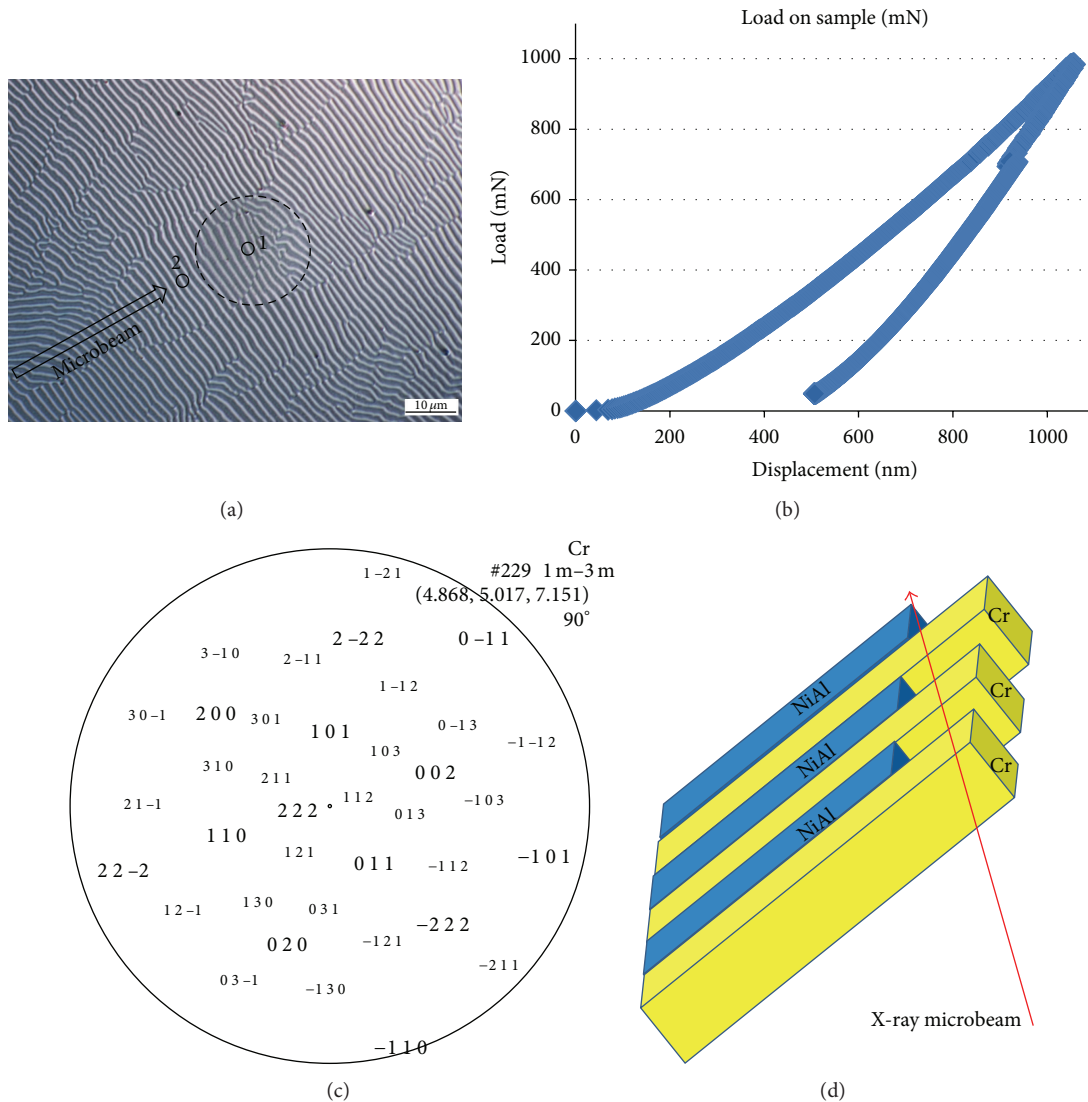 1
2
Microbeam
10 μm
(a)
Load on sample (mN)
1000
800
600
400
200
0
Load (mN)
0 200 400 600 800 1000
Displacement (nm)
(b)
Cr
#229 1 m–3 m
(4.868, 5.017, 7.151)
90°
1 –2 1
2 –2 2
0 –1 1
3 –1 0
2 –1 1
1 –1 2
3 0 –1
2 0 0
3 0 1
1 0 1
0 –1 3
–1 –1 2
1 0 3
3 1 0
2 1 1
0 0 2
2 1 –1
2 2 2
1 1 2
0 1 3
–1 0 3
1 1 0
1 2 1
0 1 1
–1 1 2
–1 0 1
2 2 –2
1 2 –1
1 3 0
0 3 1
–2 2 2
0 2 0
–1 2 1
–2 1 1
0 3 –1
–1 3 0
–1 1 0
(c)
Cr
NiAl
Cr
NiAl
Cr
NiAl
X-ray microbeam
(d)